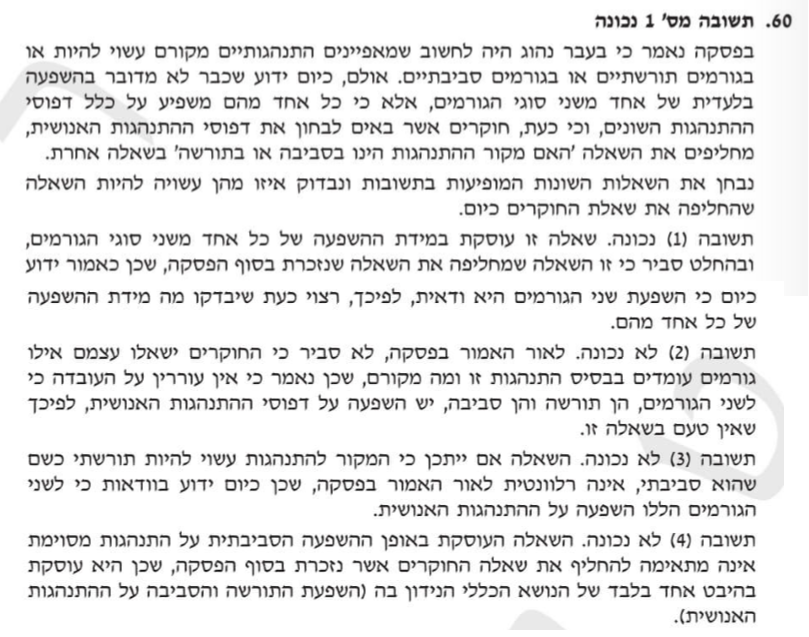 60. תשובה מס' 1 נכונה
בפסקה נאמר כי בעבר נהוג היה לחשוב שמאפיינים התנהגותיים מקורם עשוי להיות או
בגורמים תורשתיים או בגורמים סביבתיים. אולם, כיום ידוע שכבר לא מדובר בהשפעה
בלעדית של אחד משני סוגי הגורמים, אלא כי כל אחד מהם משפיע על כלל דפוסי
ההתנהגות השונים, וכי כעת, חוקרים אשר באים לבחון את דפוסי ההתנהגות האנושית,
מחליפים את השאלה 'האם מקור ההתנהגות הינו בסביבה או בתורשה' בשאלה אחרת.
נבחן את השאלות השונות המופיעות בתשובות ונבדוק איזו מהן עשויה להיות השאלה
שהחליפה את שאלת החוקרים כיום.
תשובה (1) נכונה. שאלה זו עוסקת במידת ההשפעה של כל אחד משני סוגי הגורמים,
ובהחלט סביר כי זו השאלה שמחליפה את השאלה שנזכרת בסוף הפסקה, שכן כאמור ידוע
כיום כי השפעת שני הגורמים היא ודאית, לפיכך, רצוי כעת שיבדקו מה מידת ההשפעה
של כל אחד מהם.
תשובה (2) לא נכונה. לאור האמור בפסקה, לא סביר כי החוקרים ישאלו עצמם אילו
גורמים עומדים בבסיס התנהגות זו ומה מקורם, שכן נאמר כי אין עוררין על העובדה כי
לשני הגורמים, הן תורשה והן סביבה, יש השפעה על דפוסי ההתנהגות האנושית, לפיכך
שאין טעם בשאלה זו.
תשובה (3) לא נכונה. השאלה אם ייתכן כי המקור להתנהגות עשוי להיות תורשתי כשם
שהוא סביבתי, אינה רלוונטית לאור האמור בפסקה, שכן כיום ידוע בוודאות כי לשני
הגורמים הללו השפעה על ההתנהגות האנושית.
תשובה (4) לא נכונה. השאלה העוסקת באופן ההשפעה הסביבתית על התנהגות מסוימת
אינה מתאימה להחליף את שאלת החוקרים אשר נזכרת בסוף הפסקה, שכן היא עוסקת
בהיבט אחד בלבד של הנושא הכללי הנידון בה (השפעת התורשה והסביבה על ההתנהגות
האנושית).